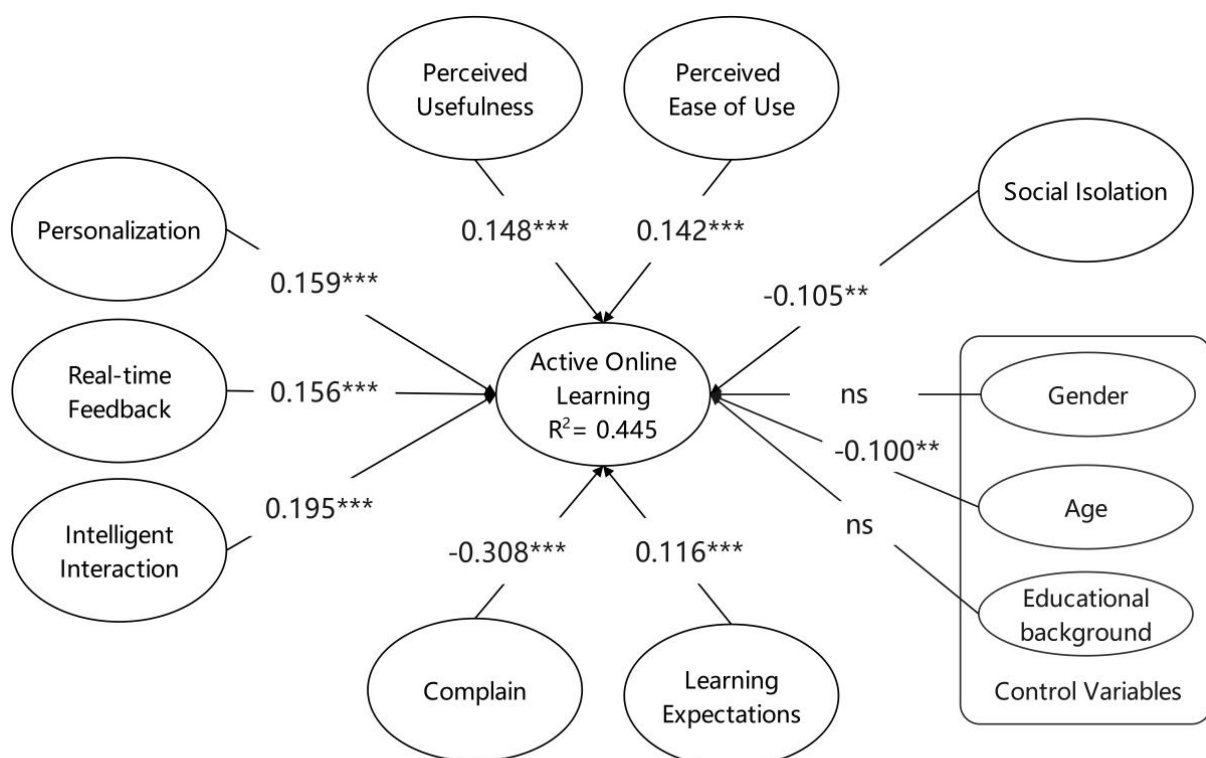 Perceived
Usefulness
Perceived
Ease of Use
Social Isolation
Personalization
0.148***
0.142***
0.159***
-0.105**
Real-time
Feedback
0.156***
Active Online
Learning
R²= 0.445
ns
Gender
-0.100**
Age
Intelligent
Interaction
0.195***
ns
-0.308***
0.116***
Educational
background
Complain
Learning
Expectations
Control Variables